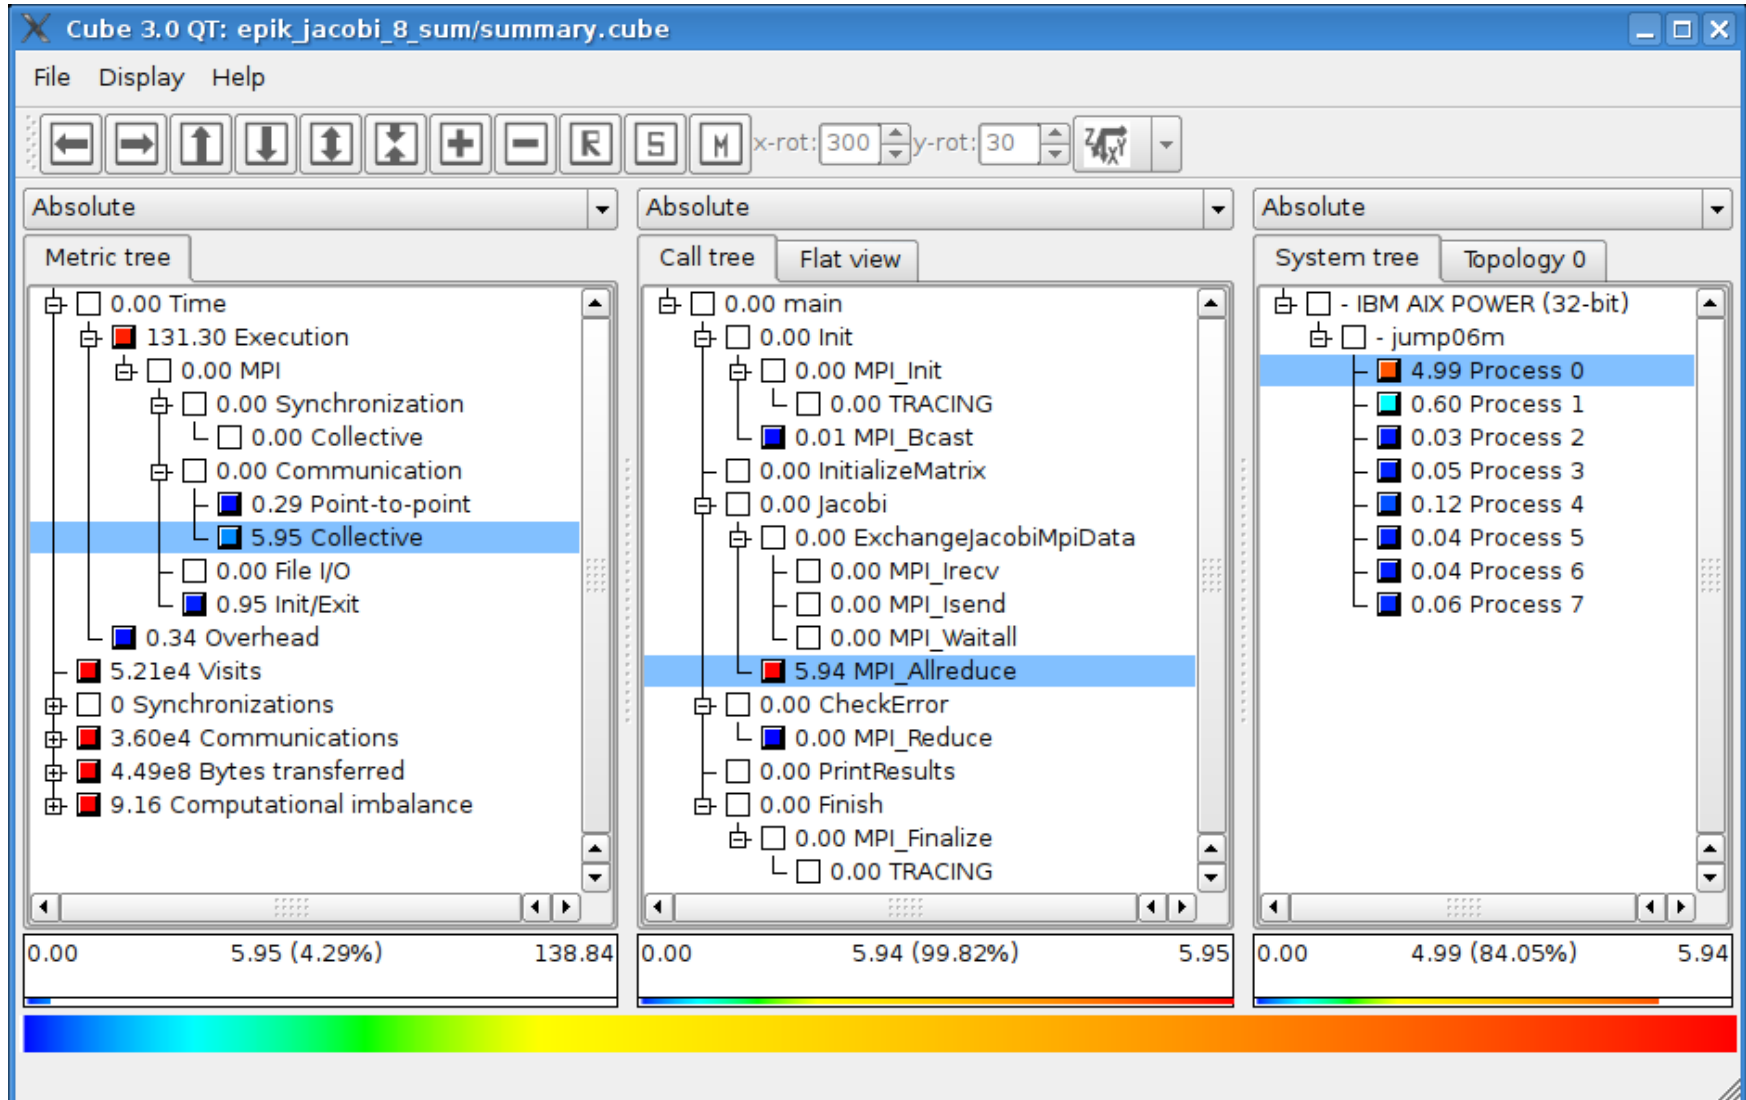 Cube 3.0 QT: epik_jacobi_8_sum/summary.cube
File Display Help
R S M x-rot: 300 y-rot: 30 Z X Y
Absolute
Metric tree
0.00 Time
131.30 Execution
0.00 MPI
0.00 Synchronization
0.00 Collective
0.00 Communication
0.29 Point-to-point
5.95 Collective
0.00 File I/O
0.95 Init/Exit
0.34 Overhead
5.21e4 Visits
0 Synchronizations
3.60e4 Communications
4.49e8 Bytes transferred
9.16 Computational imbalance
0.00 5.95 (4.29%) 138.84
Absolute
Call tree Flat view
0.00 main
0.00 Init
0.00 MPI_Init
0.00 TRACING
0.01 MPI_Bcast
0.00 InitializeMatrix
0.00 Jacobi
0.00 ExchangeJacobiMpiData
0.00 MPI_Irecv
0.00 MPI_Isend
0.00 MPI_Waitall
5.94 MPI_Allreduce
0.00 CheckError
0.00 MPI_Reduce
0.00 PrintResults
0.00 Finish
0.00 MPI_Finalize
0.00 TRACING
0.00 5.94 (99.82%) 5.95
Absolute
System tree Topology 0
- IBM AIX POWER (32-bit)
- jump06m
4.99 Process 0
0.60 Process 1
0.03 Process 2
0.05 Process 3
0.12 Process 4
0.04 Process 5
0.04 Process 6
0.06 Process 7
0.00 4.99 (84.05%) 5.94